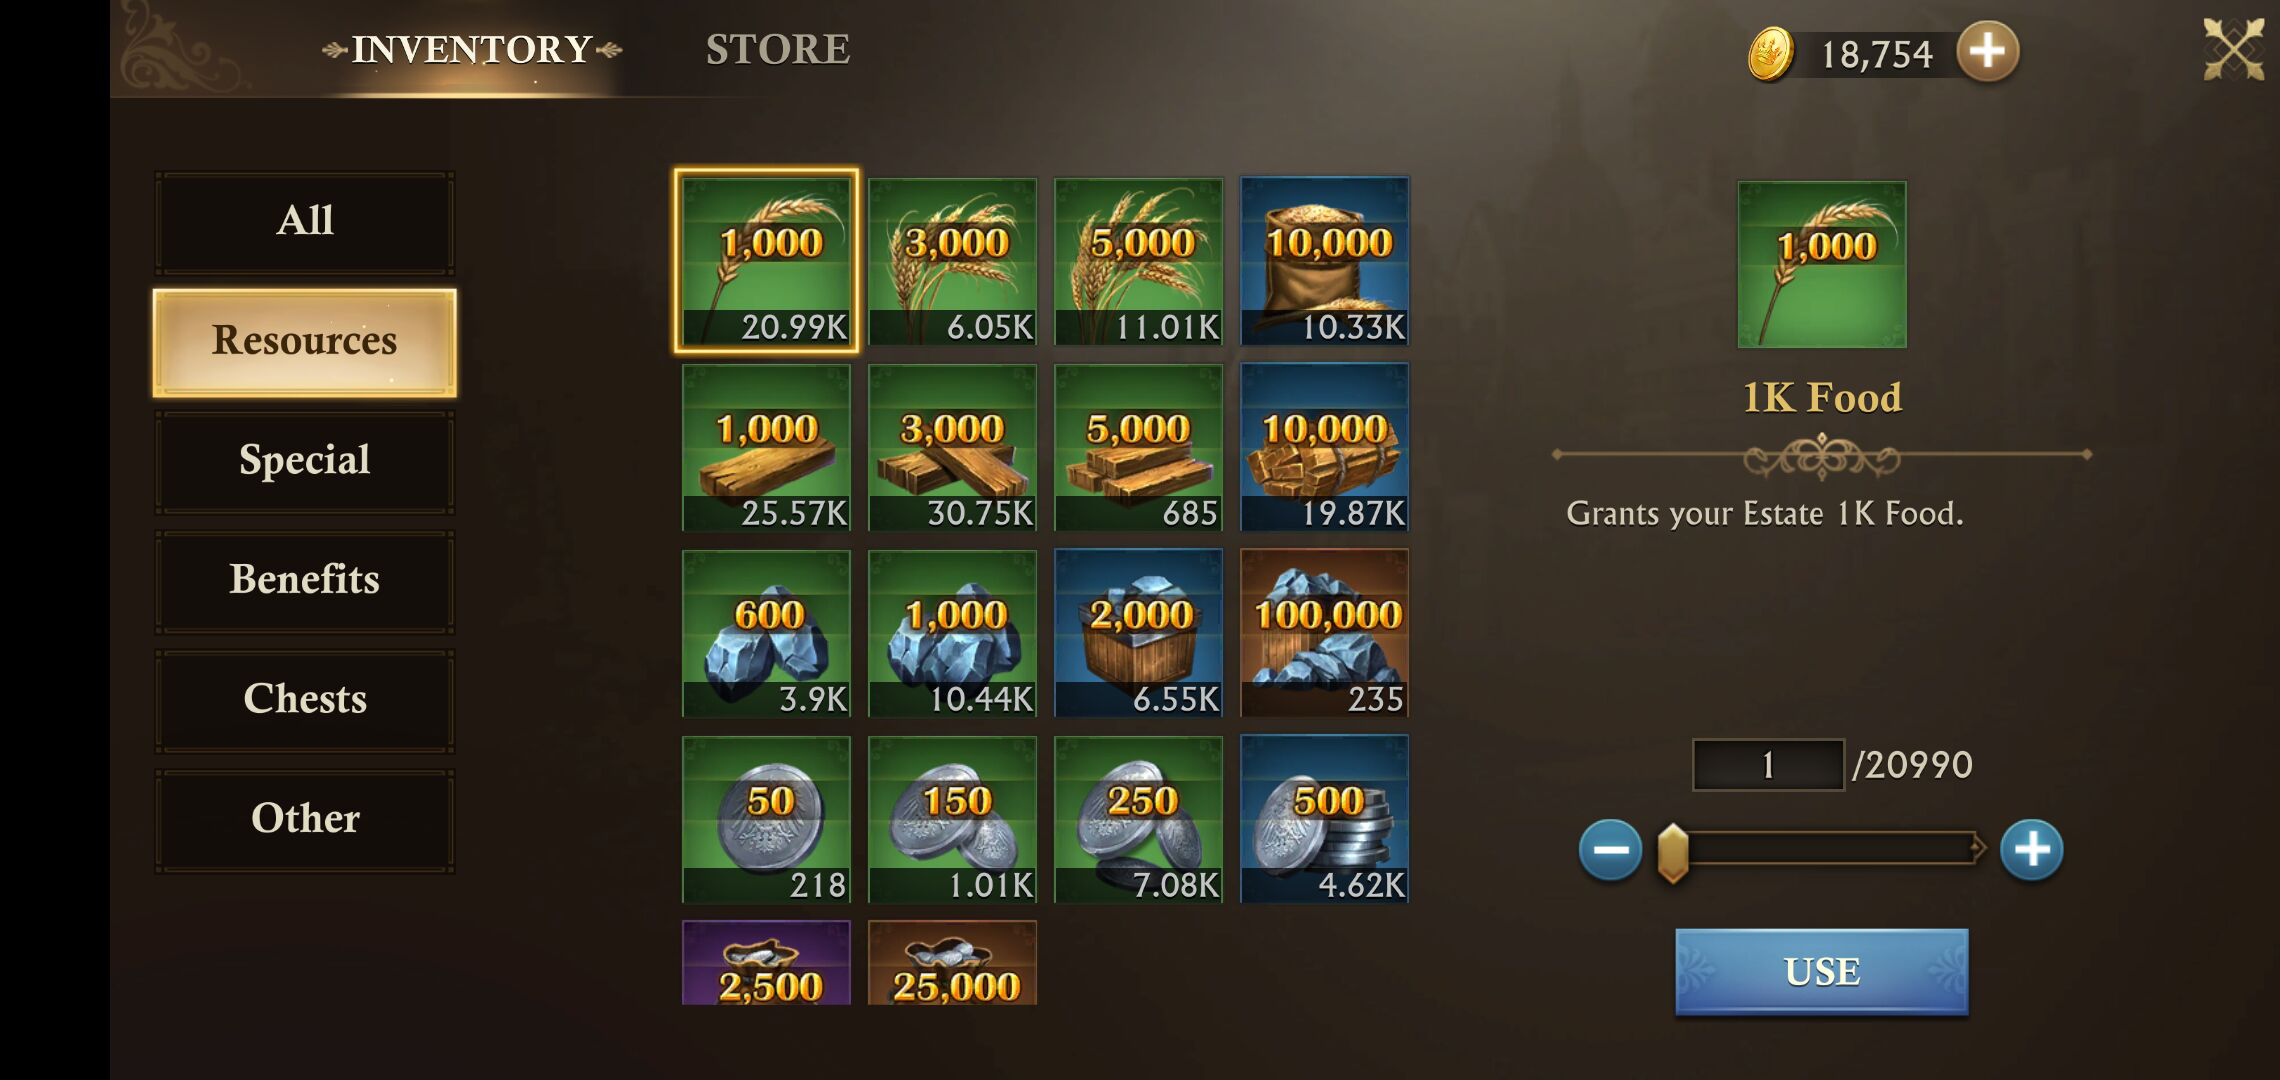 INVENTORY
STORE
18,754
All
Resources
Special
Benefits
Chests
Other
1,000
20.99K
3,000
6.05K
5,000
11.01K
10,000
10.33K
1,000
25.57K
3,000
30.75K
5,000
685
10,000
19.87K
600
3.9K
1,000
10.44K
2,000
6.55K
100,000
235
50
218
150
1.01K
250
7.08K
500
4.62K
2,500
25,000
1,000
1K Food
Grants your Estate 1K Food.
1 /20990
USE